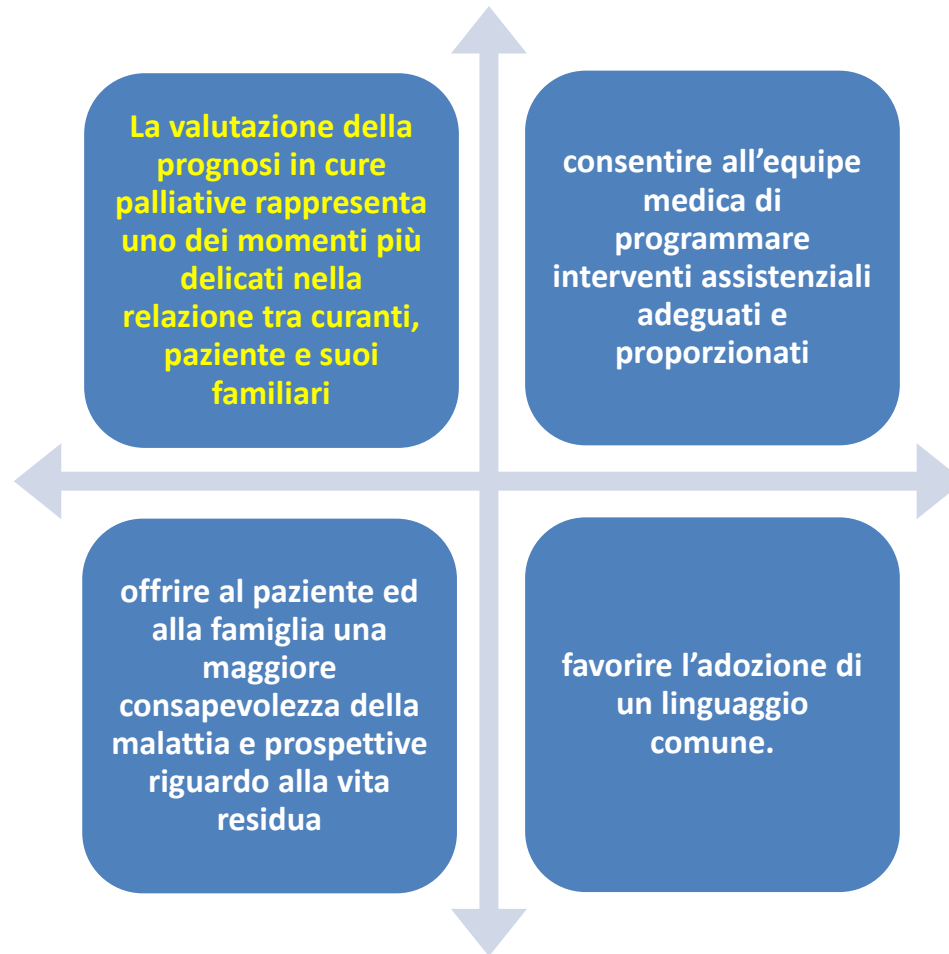 La valutazione della
prognosi in cure
palliative rappresenta
uno dei momenti più
delicati nella
relazione tra curanti,
paziente e suoi
familiari
consentire all’equipe
medica di
programmare
interventi assistenziali
adeguati e
proporzionati
offrire al paziente ed
alla famiglia una
maggiore
consapevolezza della
malattia e prospettive
riguardo alla vita
residua
favorire l’adozione di
un linguaggio
comune.